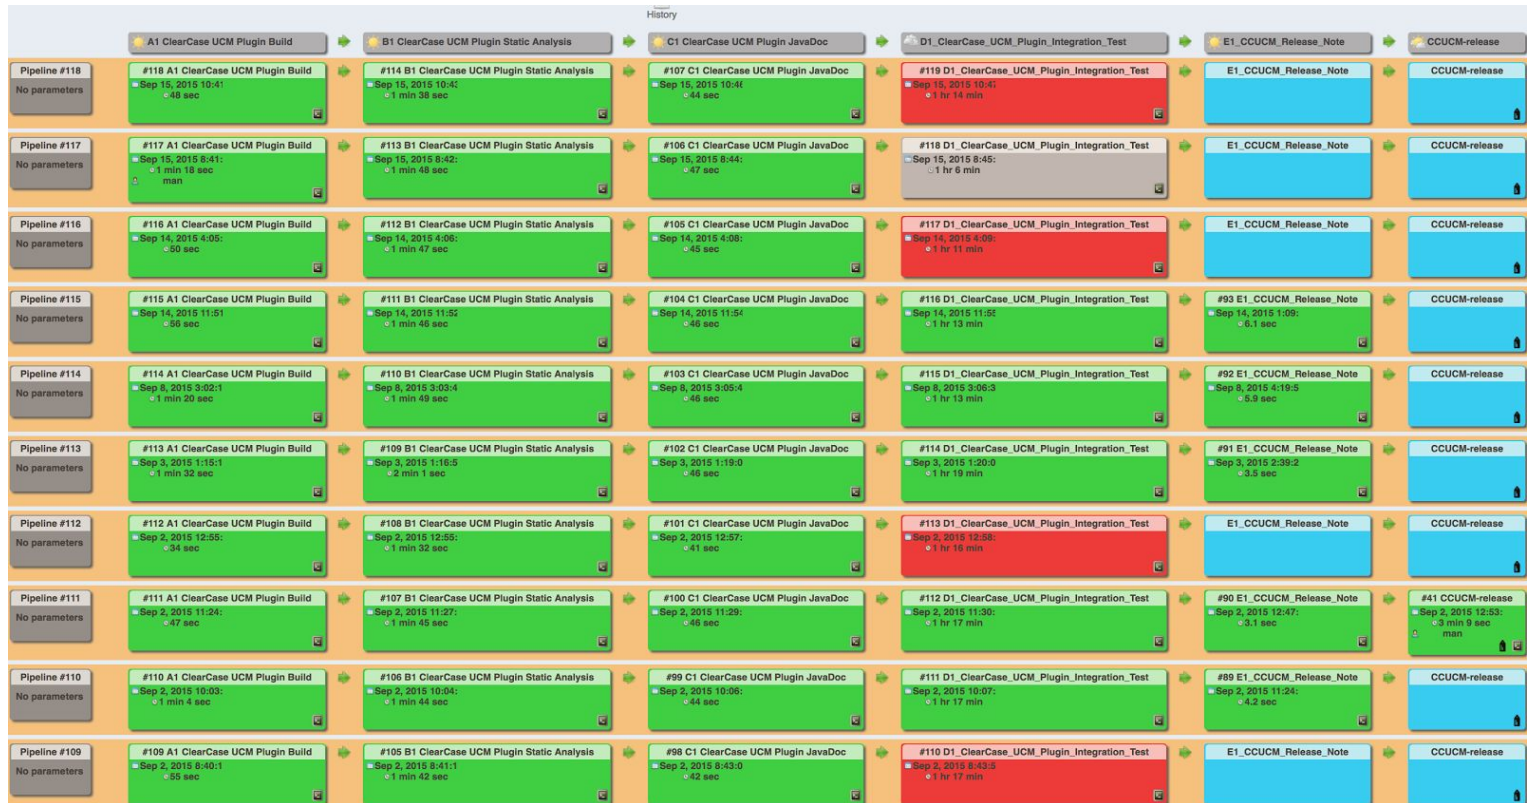 History
A1 ClearCase UCM Plugin Build
B1 ClearCase UCM Plugin Static Analysis
C1 ClearCase UCM Plugin JavaDoc
D1_ClearCase_UCM_Plugin_Integration_Test
E1_CCUCM_Release_Note
CCUCM-release
Pipeline #118
No parameters
#118 A1 ClearCase UCM Plugin Build
Sep 15, 2015 10:4
48 sec
#114 B1 ClearCase UCM Plugin Static Analysis
Sep 15, 2015 10:4
1 min 38 sec
#107 C1 ClearCase UCM Plugin JavaDoc
Sep 15, 2015 10:4
44 sec
#119 D1_ClearCase_UCM_Plugin_Integration_Test
Sep 15, 2015 10:4
1 hr 14 min
E1_CCUCM_Release_Note
CCUCM-release
Pipeline #117
No parameters
#117 A1 ClearCase UCM Plugin Build
Sep 15, 2015 8:41:
1 min 18 sec
man
#113 B1 ClearCase UCM Plugin Static Analysis
Sep 15, 2015 8:42:
1 min 48 sec
#106 C1 ClearCase UCM Plugin JavaDoc
Sep 15, 2015 8:44:
47 sec
#118 D1_ClearCase_UCM_Plugin_Integration_Test
Sep 15, 2015 8:45:
1 hr 6 min
E1_CCUCM_Release_Note
CCUCM-release
Pipeline #116
No parameters
#116 A1 ClearCase UCM Plugin Build
Sep 14, 2015 4:05:
50 sec
#112 B1 ClearCase UCM Plugin Static Analysis
Sep 14, 2015 4:06:
1 min 47 sec
#105 C1 ClearCase UCM Plugin JavaDoc
Sep 14, 2015 4:08:
45 sec
#117 D1_ClearCase_UCM_Plugin_Integration_Test
Sep 14, 2015 4:09:
1 hr 11 min
E1_CCUCM_Release_Note
CCUCM-release
Pipeline #115
No parameters
#115 A1 ClearCase UCM Plugin Build
Sep 14, 2015 11:51
56 sec
#111 B1 ClearCase UCM Plugin Static Analysis
Sep 14, 2015 11:52
1 min 46 sec
#104 C1 ClearCase UCM Plugin JavaDoc
Sep 14, 2015 11:54
46 sec
#116 D1_ClearCase_UCM_Plugin_Integration_Test
Sep 14, 2015 11:55
1 hr 13 min
#93 E1_CCUCM_Release_Note
Sep 14, 2015 1:09:
6.1 sec
CCUCM-release
Pipeline #114
No parameters
#114 A1 ClearCase UCM Plugin Build
Sep 8, 2015 3:02:1
1 min 20 sec
#110 B1 ClearCase UCM Plugin Static Analysis
Sep 8, 2015 3:03:4
1 min 49 sec
#103 C1 ClearCase UCM Plugin JavaDoc
Sep 8, 2015 3:05:4
46 sec
#115 D1_ClearCase_UCM_Plugin_Integration_Test
Sep 8, 2015 3:06:3
1 hr 13 min
#92 E1_CCUCM_Release_Note
Sep 8, 2015 4:19:5
5.9 sec
CCUCM-release
Pipeline #113
No parameters
#113 A1 ClearCase UCM Plugin Build
Sep 3, 2015 1:15:1
1 min 32 sec
#109 B1 ClearCase UCM Plugin Static Analysis
Sep 3, 2015 1:16:5
2 min 1 sec
#102 C1 ClearCase UCM Plugin JavaDoc
Sep 3, 2015 1:19:0
46 sec
#114 D1_ClearCase_UCM_Plugin_Integration_Test
Sep 3, 2015 1:20:0
1 hr 19 min
#91 E1_CCUCM_Release_Note
Sep 3, 2015 2:39:2
3.5 sec
CCUCM-release
Pipeline #112
No parameters
#112 A1 ClearCase UCM Plugin Build
Sep 2, 2015 12:55:
34 sec
#108 B1 ClearCase UCM Plugin Static Analysis
Sep 2, 2015 12:55:
1 min 32 sec
#101 C1 ClearCase UCM Plugin JavaDoc
Sep 2, 2015 12:57:
41 sec
#113 D1_ClearCase_UCM_Plugin_Integration_Test
Sep 2, 2015 12:58:
1 hr 16 min
E1_CCUCM_Release_Note
CCUCM-release
Pipeline #111
No parameters
#111 A1 ClearCase UCM Plugin Build
Sep 2, 2015 11:24:
47 sec
#107 B1 ClearCase UCM Plugin Static Analysis
Sep 2, 2015 11:27:
1 min 45 sec
#100 C1 ClearCase UCM Plugin JavaDoc
Sep 2, 2015 11:29:
46 sec
#112 D1_ClearCase_UCM_Plugin_Integration_Test
Sep 2, 2015 11:30:
1 hr 17 min
#90 E1_CCUCM_Release_Note
Sep 2, 2015 12:47:
3.1 sec
#41 CCUCM-release
Sep 2, 2015 12:53:
3 min 9 sec
man
Pipeline #110
No parameters
#110 A1 ClearCase UCM Plugin Build
Sep 2, 2015 10:03:
1 min 4 sec
#106 B1 ClearCase UCM Plugin Static Analysis
Sep 2, 2015 10:04:
1 min 44 sec
#99 C1 ClearCase UCM Plugin JavaDoc
Sep 2, 2015 10:06:
44 sec
#111 D1_ClearCase_UCM_Plugin_Integration_Test
Sep 2, 2015 10:07:
1 hr 17 min
#89 E1_CCUCM_Release_Note
Sep 2, 2015 11:24:
4.2 sec
CCUCM-release
Pipeline #109
No parameters
#109 A1 ClearCase UCM Plugin Build
Sep 2, 2015 8:40:1
55 sec
#105 B1 ClearCase UCM Plugin Static Analysis
Sep 2, 2015 8:41:1
1 min 42 sec
#98 C1 ClearCase UCM Plugin JavaDoc
Sep 2, 2015 8:43:0
42 sec
#110 D1_ClearCase_UCM_Plugin_Integration_Test
Sep 2, 2015 8:43:5
1 hr 17 min
E1_CCUCM_Release_Note
CCUCM-release